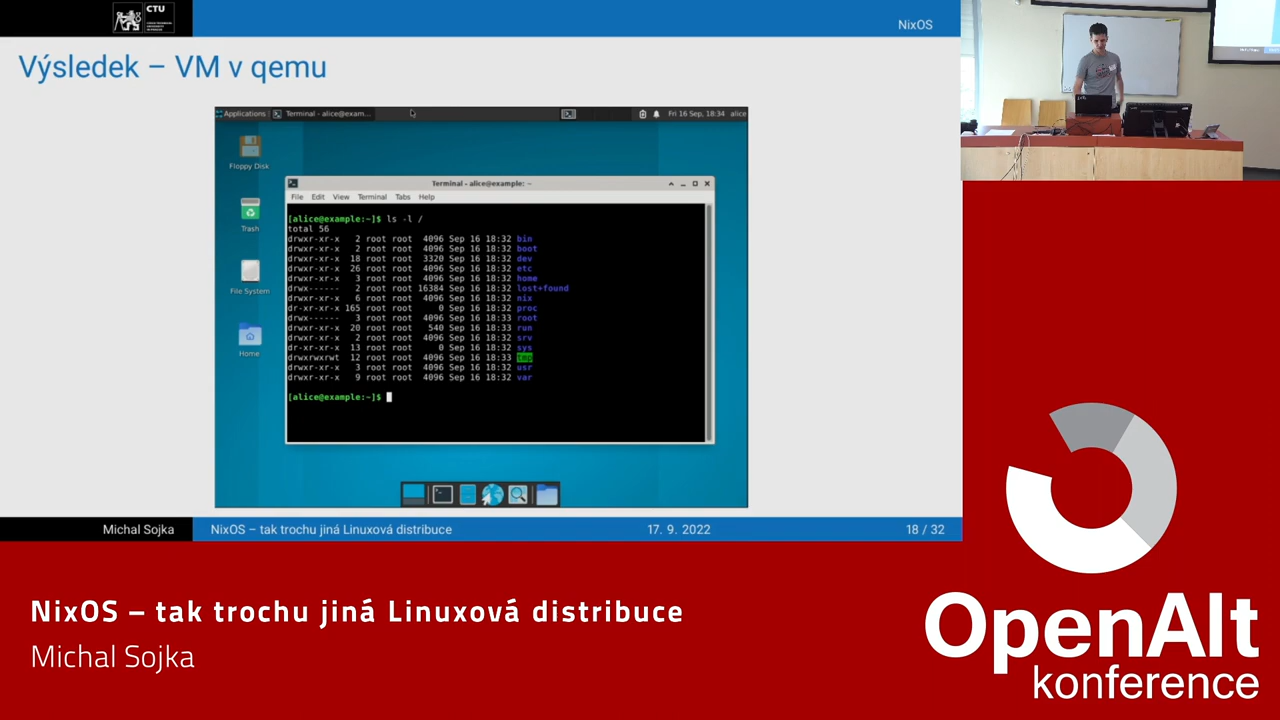 CTU
NixOS
Výsledek – VM v qemu
Applications
Terminal - alice@exam...
Fri 16 Sep, 18:34 alice
Floppy Disk
Trash
File System
Home
Terminal - alice@example: ~
File Edit View Terminal Tabs Help
[alice@example:~]$ ls -l /
total 56
drwxr-xr-x 2 root root 4096 Sep 16 18:32 bin
drwxr-xr-x 2 root root 4096 Sep 16 18:32 boot
drwxr-xr-x 18 root root 3320 Sep 16 18:32 dev
drwxr-xr-x 26 root root 4096 Sep 16 18:32 etc
drwxr-xr-x 3 root root 4096 Sep 16 18:32 home
drwx------ 2 root root 16384 Sep 16 18:32 lost+found
drwxr-xr-x 6 root root 4096 Sep 16 18:32 nix
dr-xr-xr-x 165 root root 0 Sep 16 18:32 proc
drwx------ 3 root root 4096 Sep 16 18:33 root
drwxr-xr-x 20 root root 540 Sep 16 18:33 run
drwxr-xr-x 2 root root 4096 Sep 16 18:32 srv
dr-xr-xr-x 13 root root 0 Sep 16 18:32 sys
drwxrwxrwt 12 root root 4096 Sep 16 18:33 tmp
drwxr-xr-x 3 root root 4096 Sep 16 18:32 usr
drwxr-xr-x 9 root root 4096 Sep 16 18:32 var
[alice@example:~]$
Michal Sojka
NixOS – tak trochu jiná Linuxová distribuce
17. 9. 2022
18 / 32
NixOS – tak trochu jiná Linuxová distribuce
Michal Sojka
OpenAlt
konference